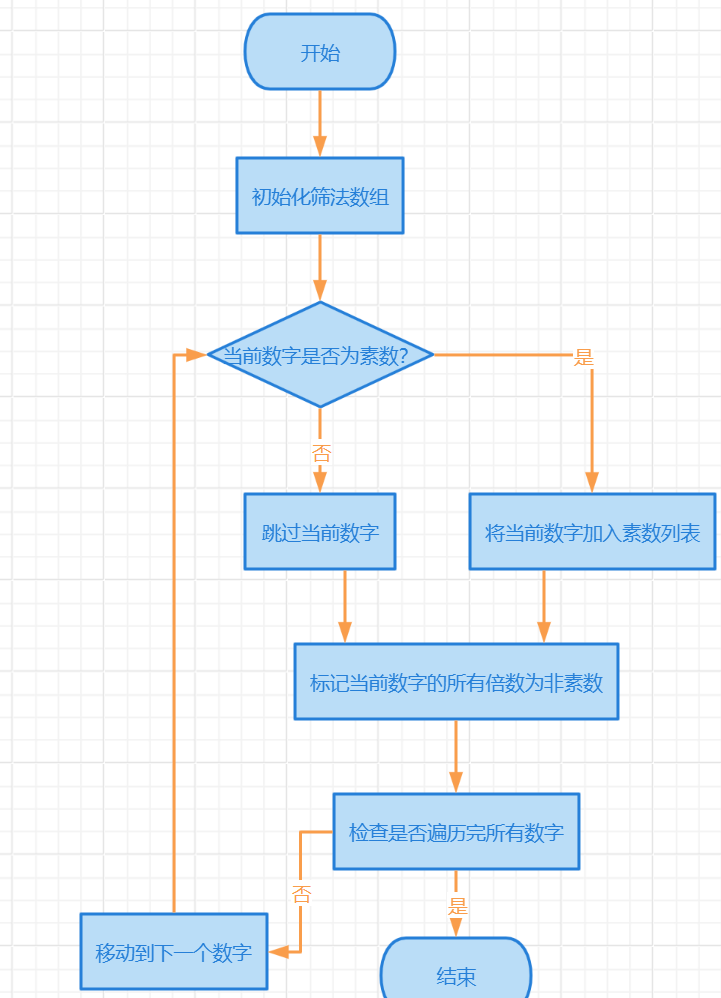 开始
初始化筛法数组
当前数字是否为素数?
是
否
跳过当前数字
将当前数字加入素数列表
标记当前数字的所有倍数为非素数
检查是否遍历完所有数字
否
是
移动到下一个数字
结束